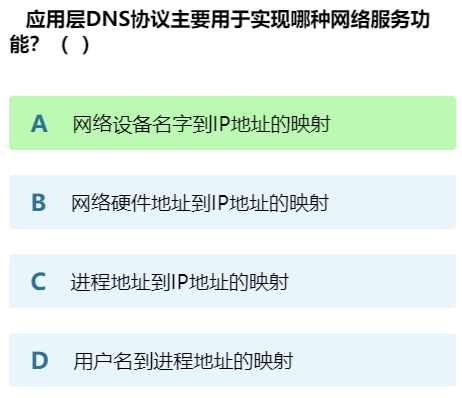 应用层DNS协议主要用于实现哪种网络服务功
能？（ ）
A 网络设备名字到IP地址的映射
B 网络硬件地址到IP地址的映射
C 进程地址到IP地址的映射
D 用户名到进程地址的映射